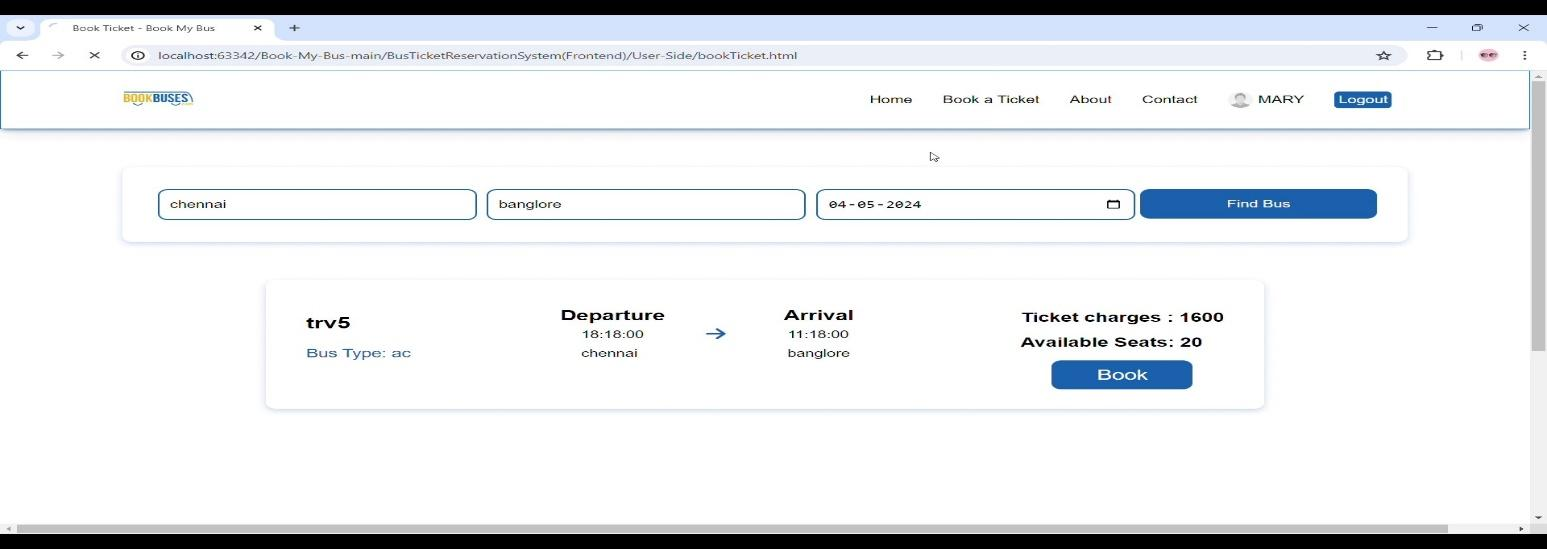 Book Ticket - Book My Bus
localhost:63342/Book-My-Bus-main/BusTicketReservationSystem(Frontend)/User-Side/bookTicket.html
BOOKBUSES
Home Book a Ticket About Contact MARY Logout
chennai banglore 04-05-2024 Find Bus
trv5
Bus Type: ac
Departure
18:18:00
chennai
Arrival
11:18:00
banglore
Ticket charges : 1600
Available Seats: 20
Book